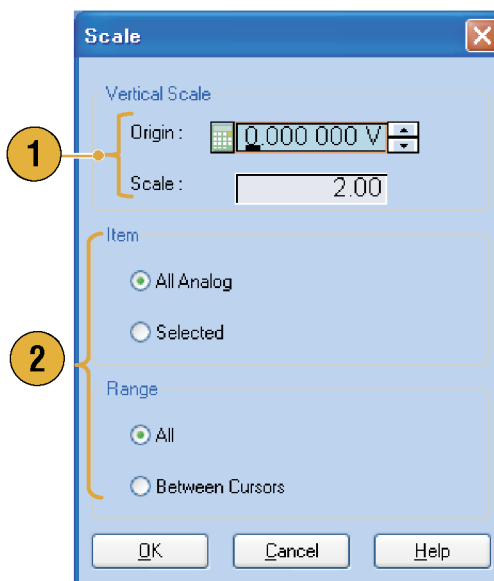 Scale
Vertical Scale
1
Origin :
0.000 000 V
Scale :
2.00
2
Item
All Analog
Selected
Range
All
Between Cursors
OK
Cancel
Help